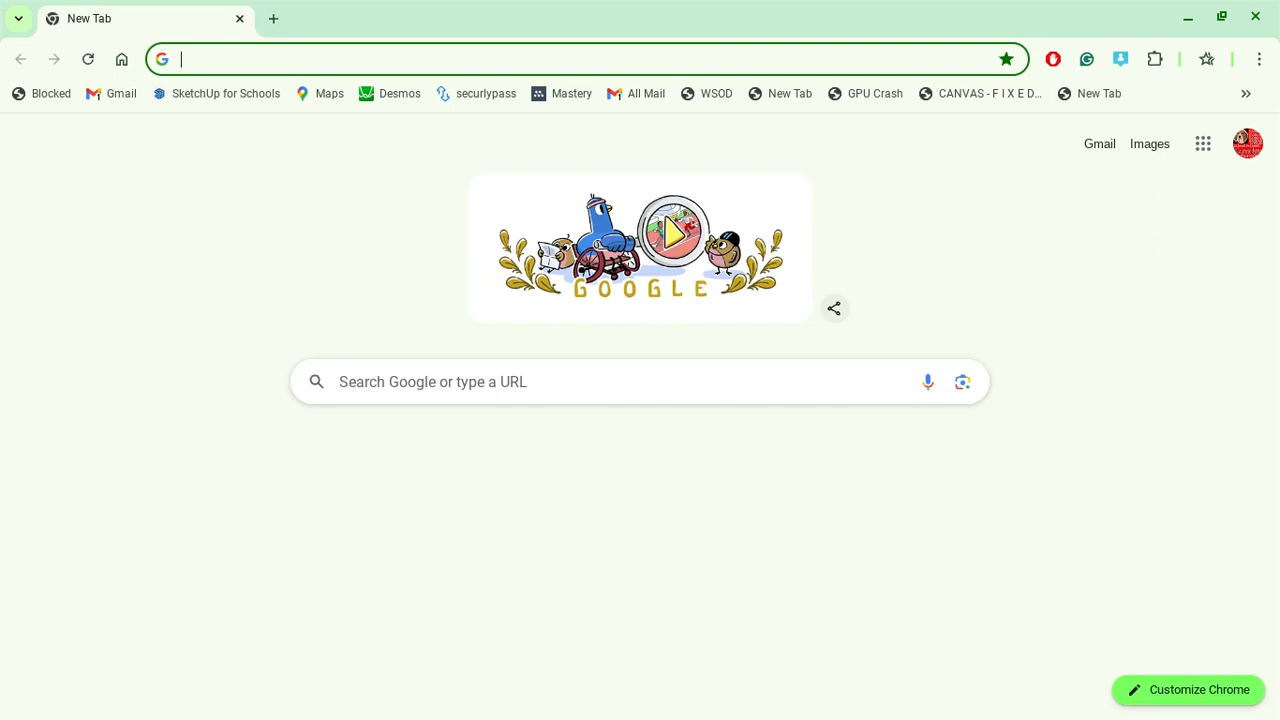 New Tab
Blocked Gmail SketchUp for Schools Maps Desmos securlypass Mastery All Mail WSOD New Tab GPU Crash CANVAS - F I X E D... New Tab
Gmail Images
GOOGLE
Search Google or type a URL
Customize Chrome